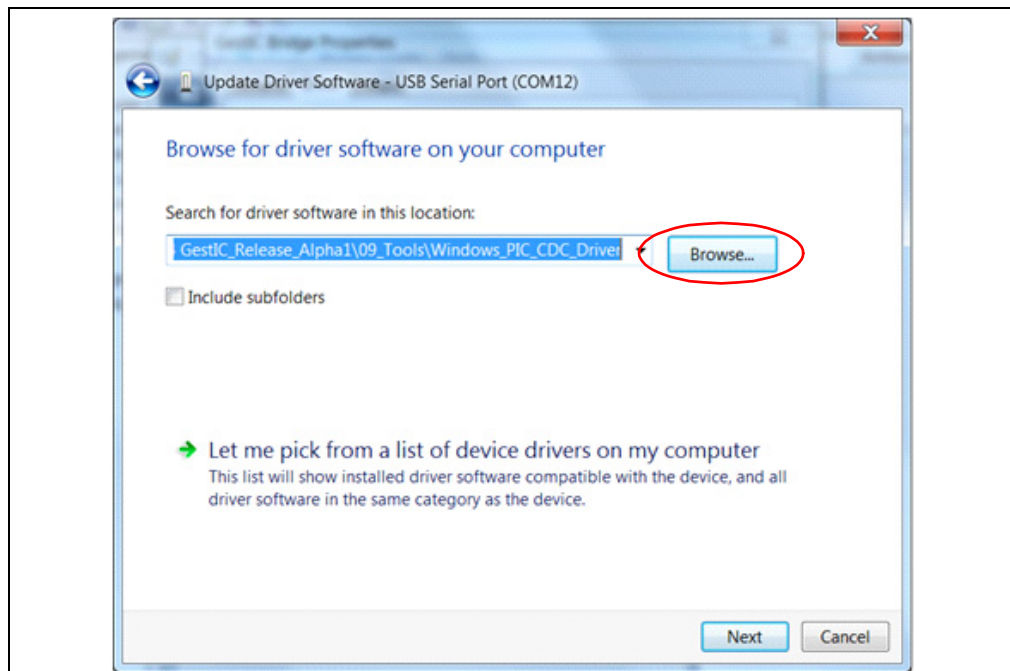 GestIC Bridge Properties
Update Driver Software - USB Serial Port (COM12)
Browse for driver software on your computer
Search for driver software in this location:
GestIC_Release_Alpha1\09_Tools\Windows_PIC_CDC_Driver
Browse...
Include subfolders
Let me pick from a list of device drivers on my computer
This list will show installed driver software compatible with the device, and all
driver software in the same category as the device.
Next
Cancel